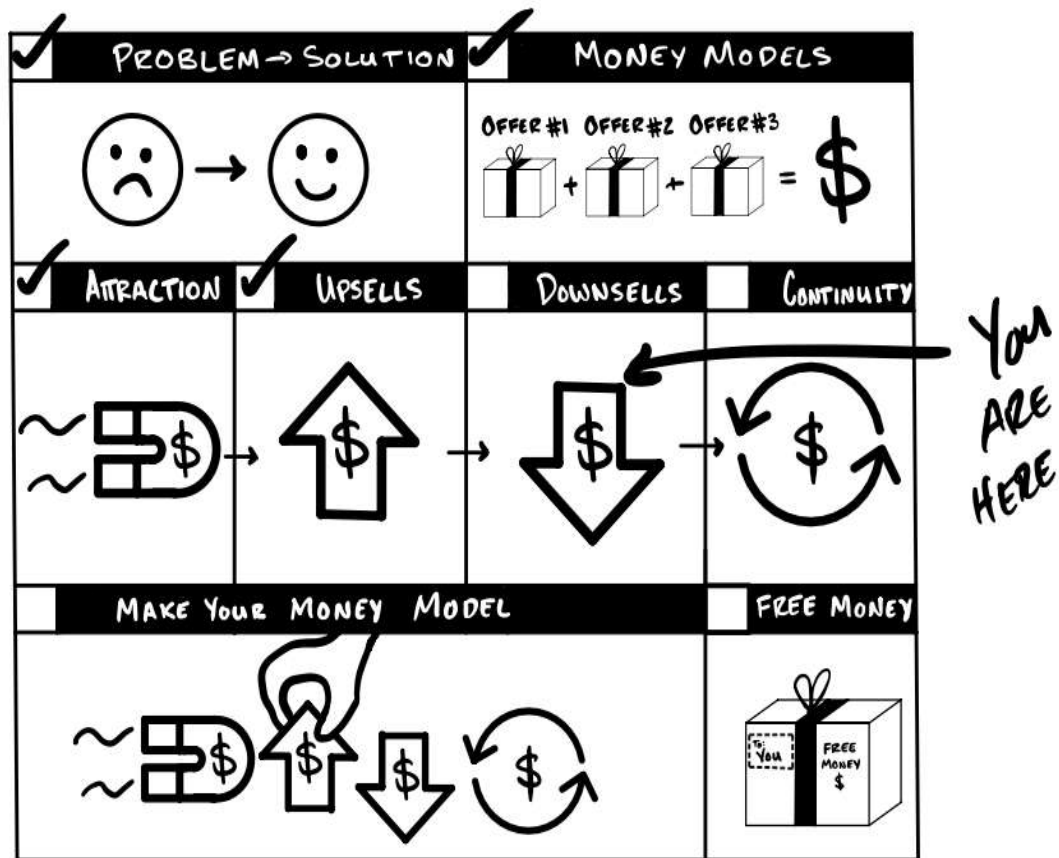 PROBLEM → SOLUTION
MONEY MODELS
OFFER #1 OFFER #2 OFFER #3
+ + = $
ATTRACTION
UPSELLS
DOWNSELLS
CONTINUITY
$
$
$
$
YOU
ARE
HERE
MAKE YOUR MONEY MODEL
FREE MONEY
$
$
$
$
TO:
YOU
FREE
MONEY
$